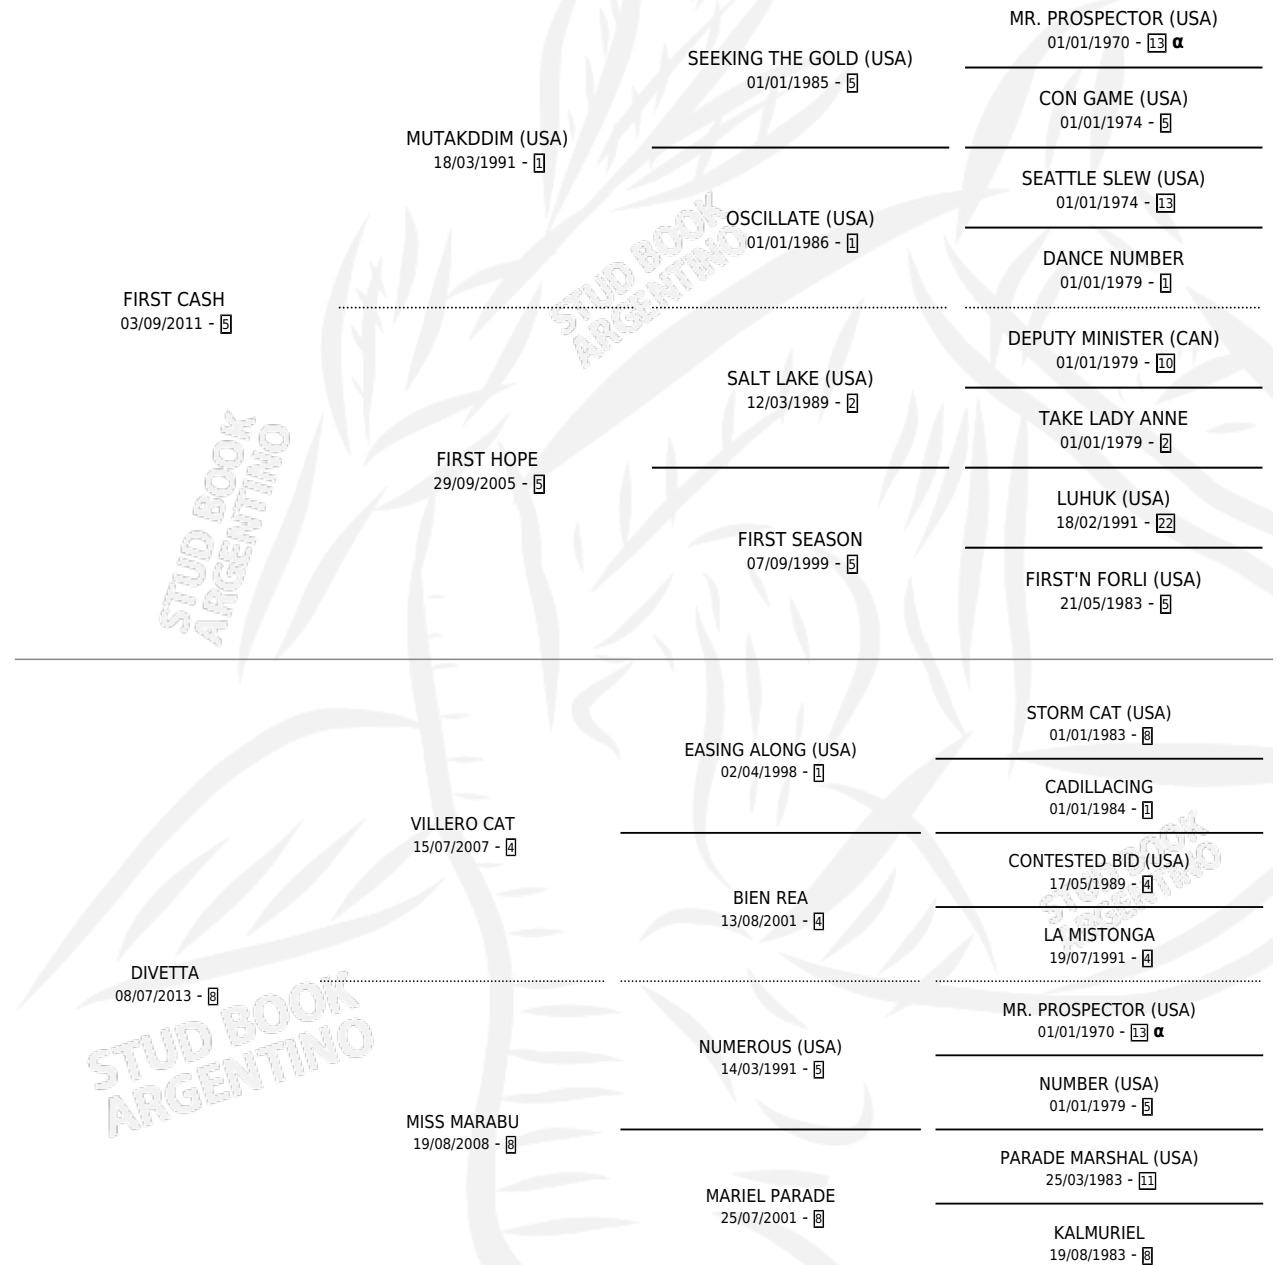 MR. PROSPECTOR (USA)
01/01/1970 - 13 α
SEEKING THE GOLD (USA)
01/01/1985 - 5
CON GAME (USA)
01/01/1974 - 5
MUTAKDDIM (USA)
18/03/1991 - 1
SEATTLE SLEW (USA)
01/01/1974 - 13
OSCILLATE (USA)
01/01/1986 - 1
DANCE NUMBER
01/01/1979 - 1
FIRST CASH
03/09/2011 - 5
DEPUTY MINISTER (CAN)
01/01/1979 - 10
SALT LAKE (USA)
12/03/1989 - 2
TAKE LADY ANNE
01/01/1979 - 2
FIRST HOPE
29/09/2005 - 5
LUHUK (USA)
18/02/1991 - 22
FIRST SEASON
07/09/1999 - 5
FIRST'N FORLI (USA)
21/05/1983 - 5
STORM CAT (USA)
01/01/1983 - 8
EASING ALONG (USA)
02/04/1998 - 1
CADILLACING
01/01/1984 - 1
VILLERO CAT
15/07/2007 - 4
CONTESTED BID (USA)
17/05/1989 - 4
BIEN REA
13/08/2001 - 4
LA MISTONGA
19/07/1991 - 4
DIVETTA
08/07/2013 - 8
MR. PROSPECTOR (USA)
01/01/1970 - 13 α
NUMEROUS (USA)
14/03/1991 - 5
NUMBER (USA)
01/01/1979 - 5
MISS MARABU
19/08/2008 - 8
PARADE MARSHAL (USA)
25/03/1983 - 11
MARIEL PARADE
25/07/2001 - 8
KALMURIEL
19/08/1983 - 8
STUD BOOK
ARGENTINO
STUD BOOK
ARGENTINO
STUD BOOK
ARGENTINO
STUD BOOK
ARGENTINO